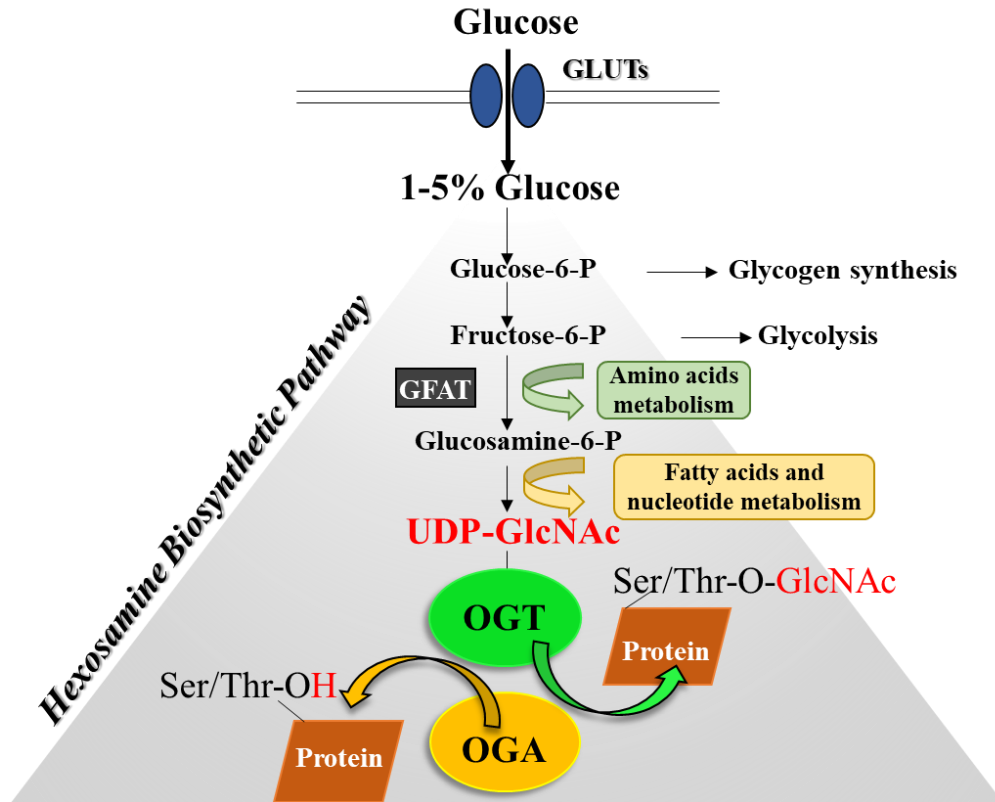 Glucose
GLUTs
1-5% Glucose
Glucose-6-P
Glycogen synthesis
Fructose-6-P
Glycolysis
GFAT
Amino acids
metabolism
Glucosamine-6-P
Fatty acids and
nucleotide metabolism
UDP-GlcNAc
Hexosamine Biosynthetic Pathway
OGT
Ser/Thr-O-GlcNAc
Protein
Ser/Thr-OH
Protein
OGA